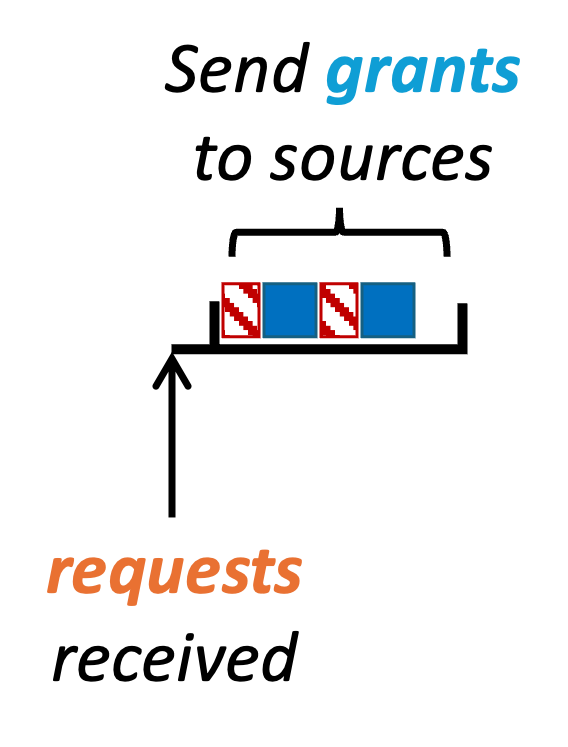 Send grants
to sources
requests
received